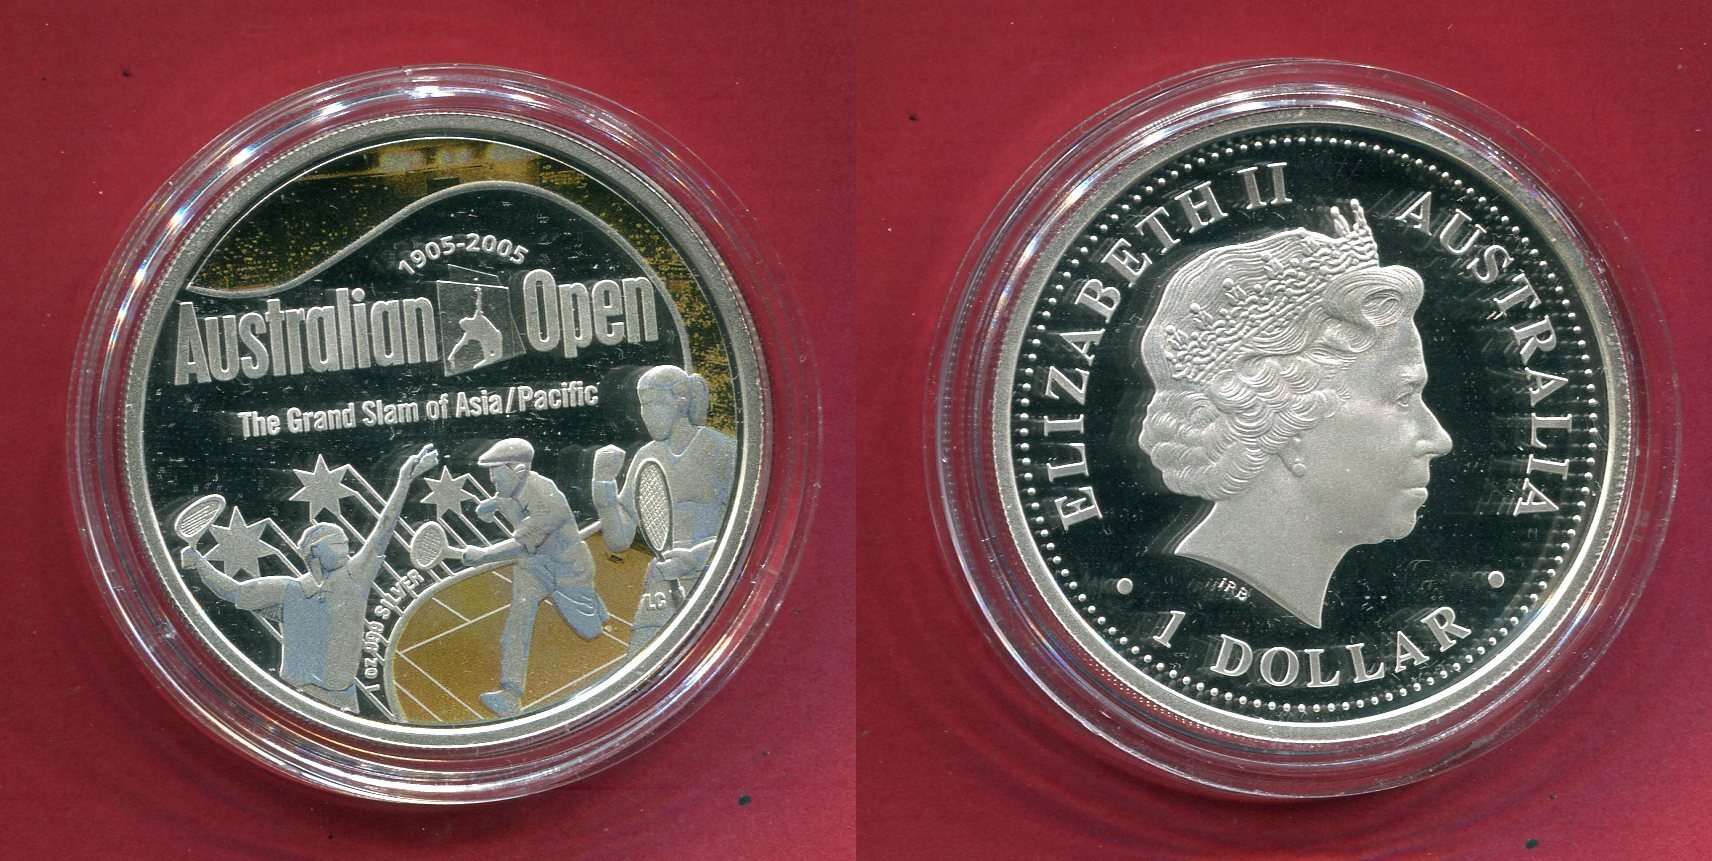 1905-2005
Australian Open
The Grand Slam of Asia/Pacific
1 oz 999 SILVER
LC
ELIZABETH II AUSTRALIA
IRB
• 1 DOLLAR •